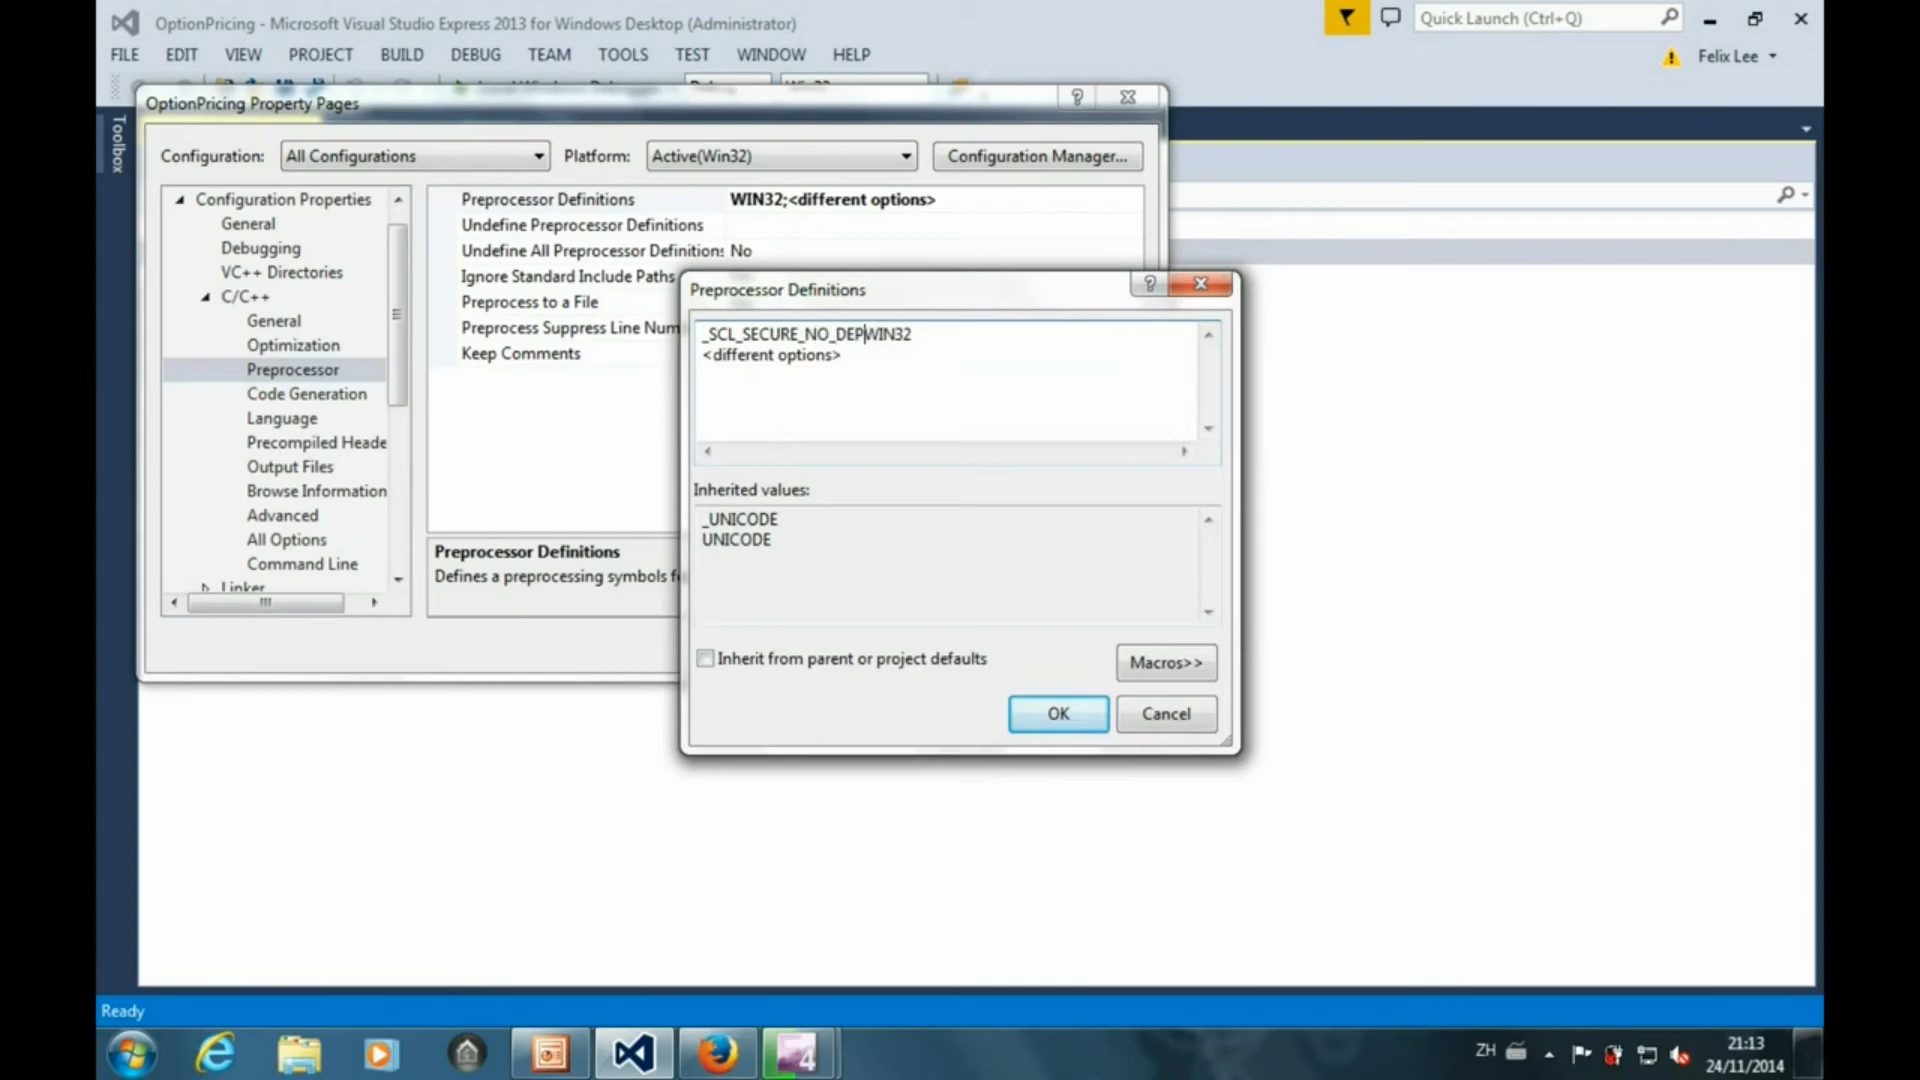 OptionPricing - Microsoft Visual Studio Express 2013 for Windows Desktop (Administrator)
Quick Launch (Ctrl+Q)
FILE EDIT VIEW PROJECT BUILD DEBUG TEAM TOOLS TEST WINDOW HELP
Felix Lee
Toolbox
OptionPricing Property Pages
Configuration: All Configurations Platform: Active(Win32) Configuration Manager...
Configuration Properties
General
Debugging
VC++ Directories
C/C++
General
Optimization
Preprocessor
Code Generation
Language
Precompiled Heade
Output Files
Browse Information
Advanced
All Options
Command Line
Linker
Preprocessor Definitions WIN32;<different options>
Undefine Preprocessor Definitions
Undefine All Preprocessor Definitions No
Ignore Standard Include Paths
Preprocess to a File
Preprocess Suppress Line Num
Keep Comments
Preprocessor Definitions
Defines a preprocessing symbols f
Preprocessor Definitions
_SCL_SECURE_NO_DEPWIN32
<different options>
Inherited values:
_UNICODE
UNICODE
Inherit from parent or project defaults
Macros>>
OK Cancel
Ready
4
ZH
21:13
24/11/2014